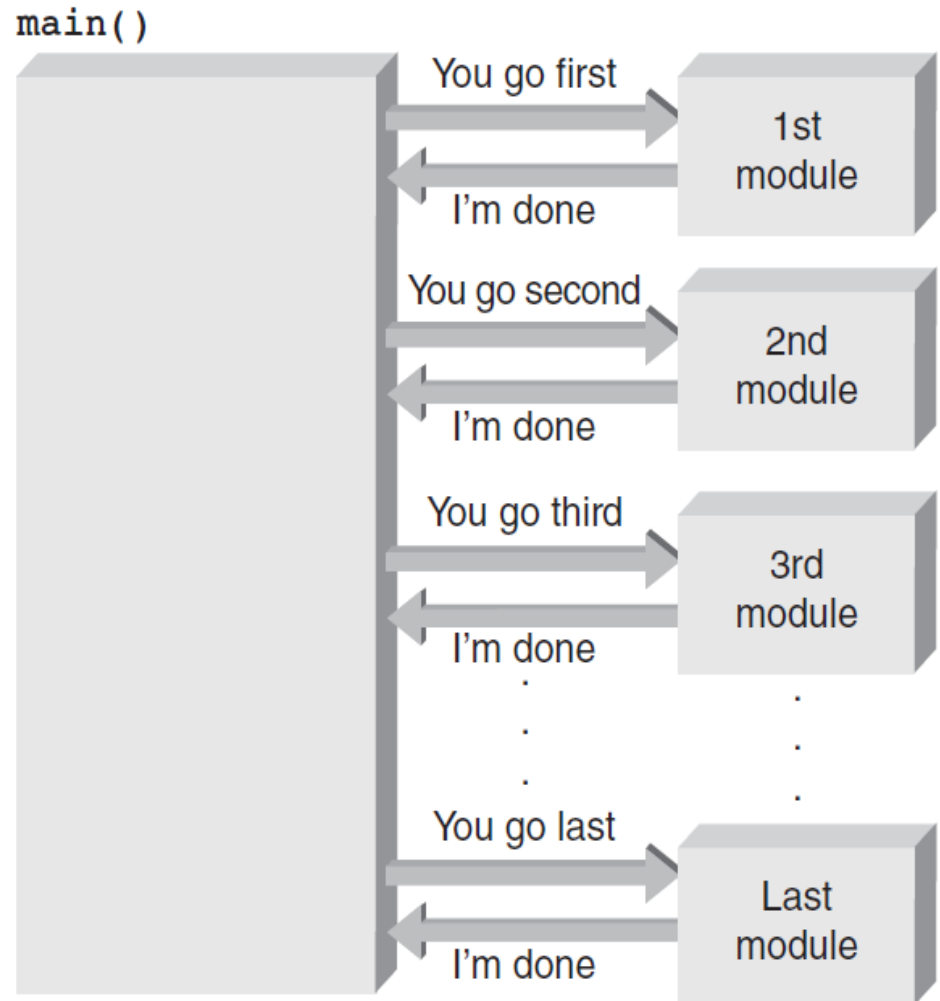 main()
You go first
1st
module
I'm done
You go second
2nd
module
I'm done
You go third
3rd
module
I'm done
.
.
.
.
.
.
You go last
Last
module
I'm done